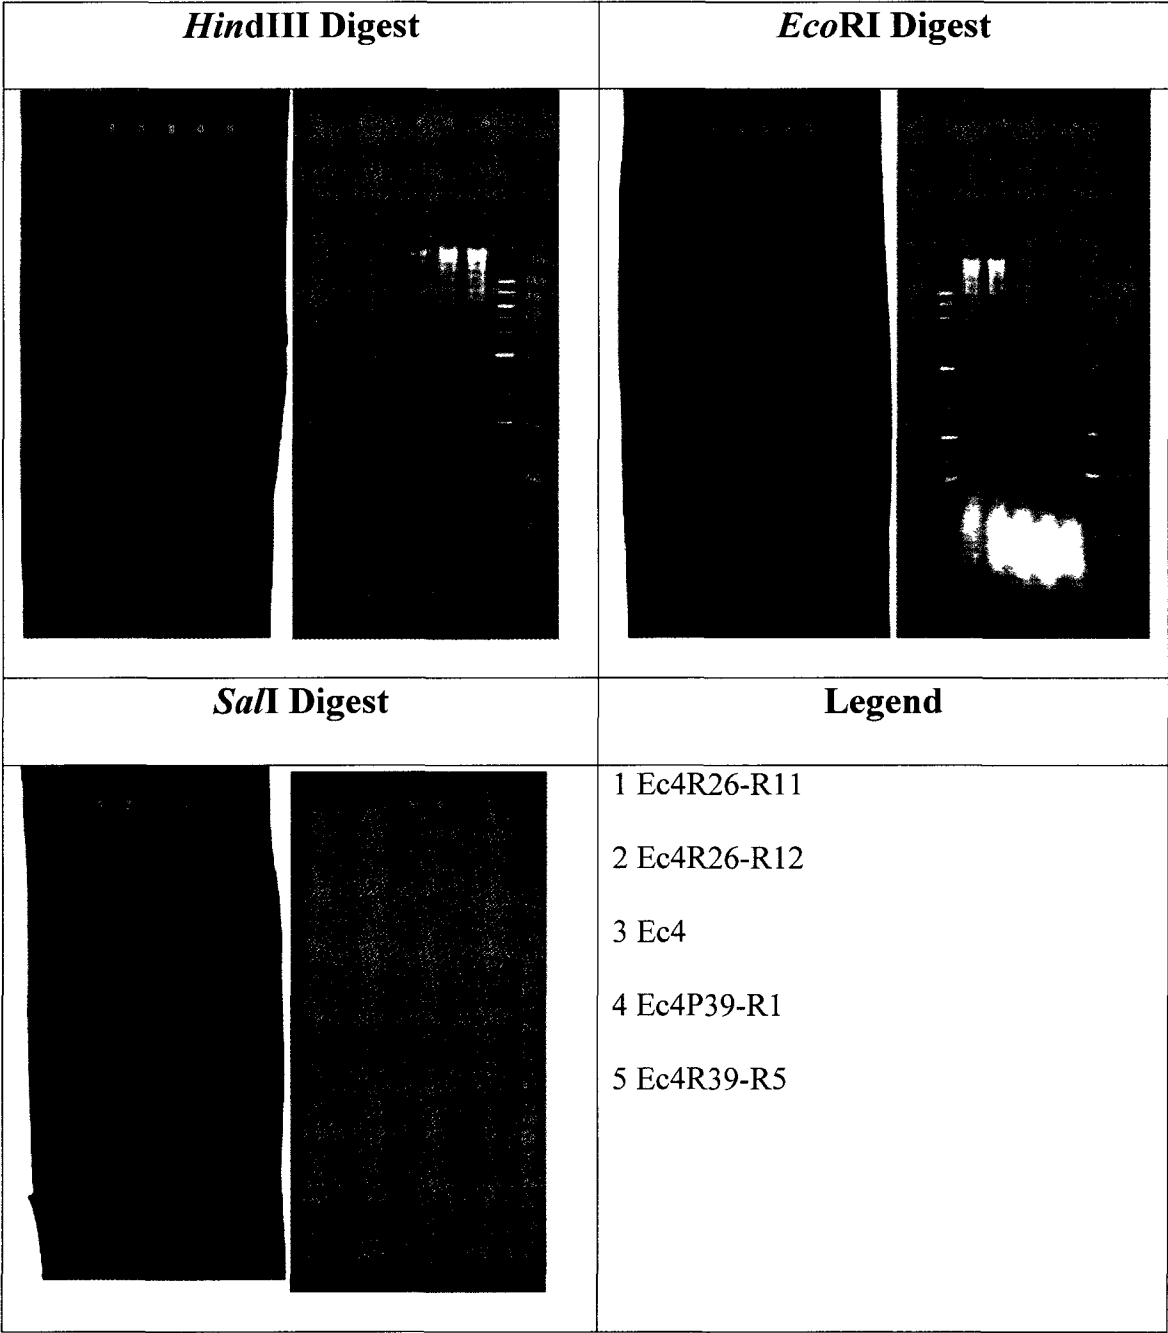 HindIII Digest
EcoRI Digest
SalI Digest
Legend
1 Ec4R26-R11
2 Ec4R26-R12
3 Ec4
4 Ec4P39-R1
5 Ec4R39-R5